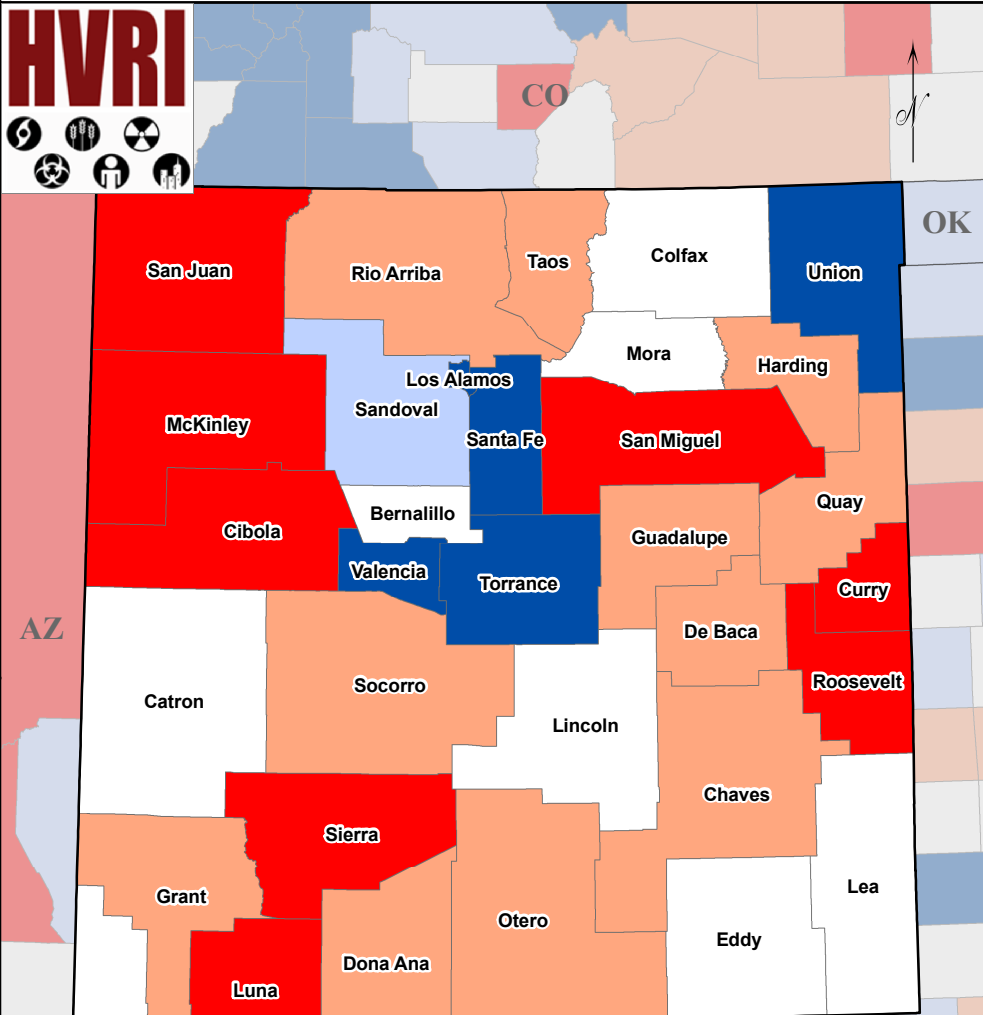 HVRI
CO
N
OK
San Juan
Rio Arriba
Taos
Colfax
Union
Mora
Harding
Los Alamos
Sandoval
McKinley
Santa Fe
San Miguel
Quay
Bernalillo
Cibola
Guadalupe
Valencia
Torrance
Curry
AZ
De Baca
Roosevelt
Socorro
Catron
Lincoln
Chaves
Sierra
Lea
Grant
Otero
Eddy
Dona Ana
Luna